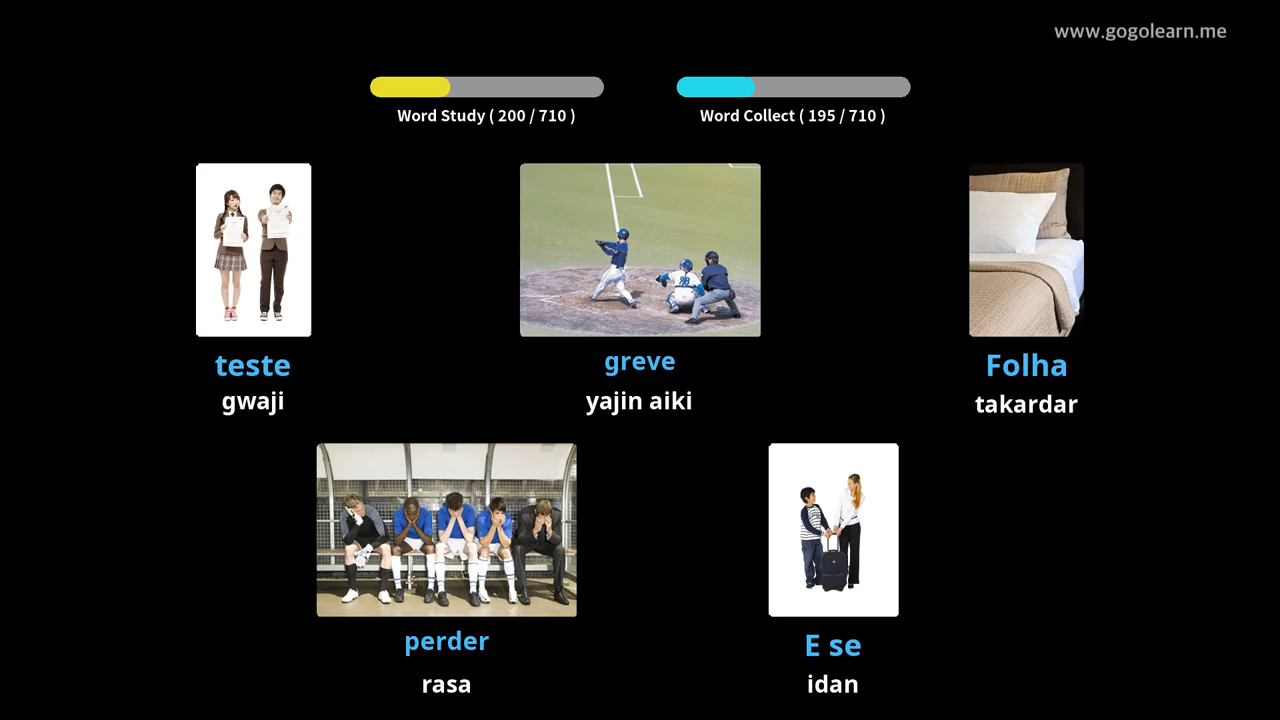 www.gogolearn.me
Word Study ( 200 / 710 )
Word Collect ( 195 / 710 )
teste
gwaji
greve
yajin aiki
Folha
takardar
perder
rasa
E se
idan